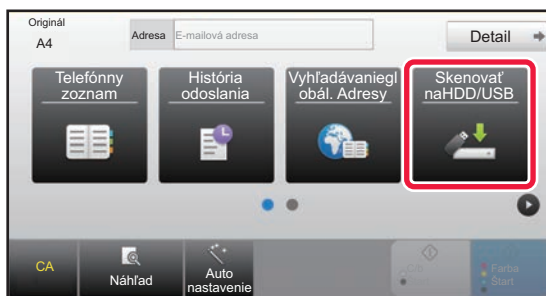 Originál
A4
Adresa
E-mailová adresa
Detail
Telefónny
zoznam
História
odoslania
Vyhľadávaniegl
obál. Adresy
Skenovať
naHDD/USB
CA
Náhľad
Auto
nastavenie
Farba
Štart